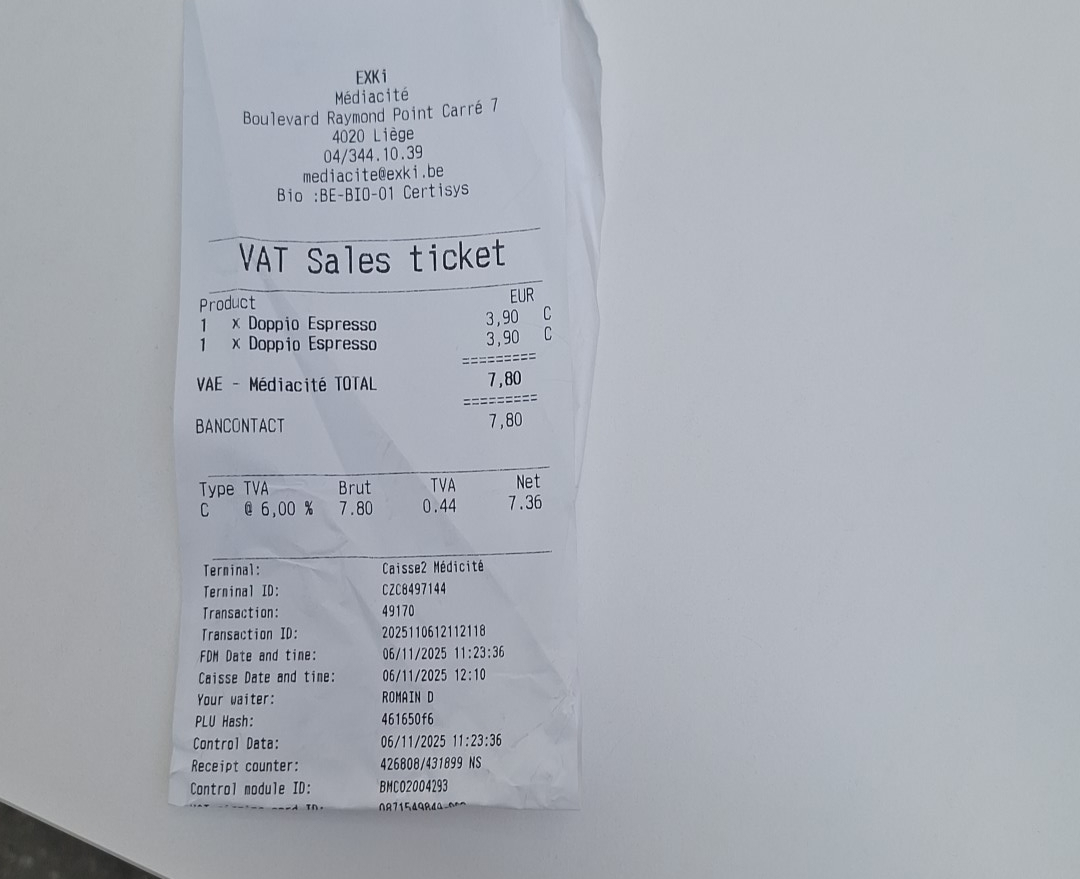 EXKi
Médiacité
Boulevard Raymond Point Carré 7
4020 Liège
04/344.10.39
mediacite@exki.be
Bio :BE-BIO-01 Certisys
VAT Sales ticket
Product EUR
1 x Doppio Espresso 3,90 C
1 x Doppio Espresso 3,90 C
=========
VAE - Médiacité TOTAL 7,80
=========
BANCONTACT 7,80
Type TVA Brut TVA Net
C @ 6,00 % 7.80 0.44 7.36
Terminal: Caisse2 Médicité
Terminal ID: CZC8497144
Transaction: 49170
Transaction ID: 2025110612112118
FDM Date and time: 06/11/2025 11:23:36
Caisse Date and time: 06/11/2025 12:10
Your waiter: ROMAIN D
PLU Hash: 461650f6
Control Data: 06/11/2025 11:23:36
Receipt counter: 426808/431899 NS
Control module ID: BMC02004293